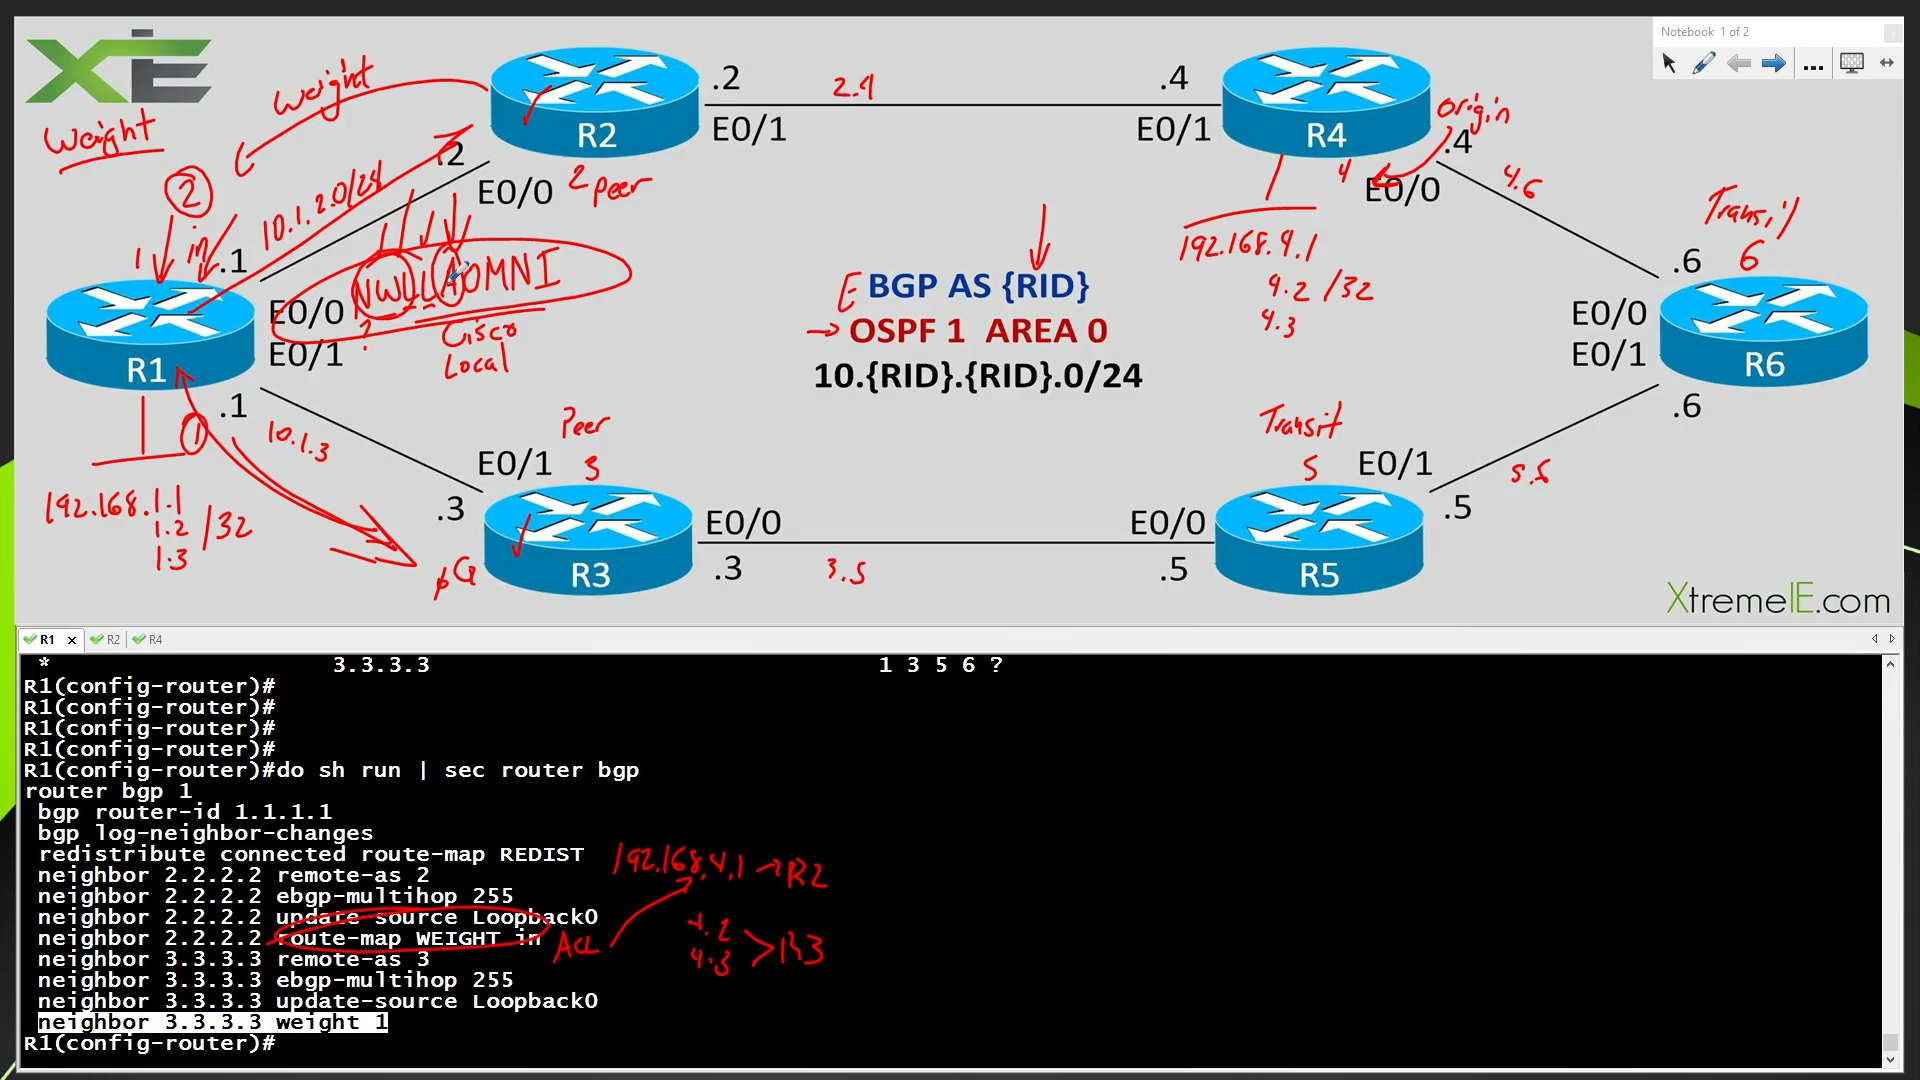 XIE
Notebook 1 of 2
...
.2
2.4
.4
Weight
Weight
R2
E0/1
E0/1
R4
Origin
.4
.2
E0/0
2 Peer
4
E0/0
4.6
2
10.1.2.0/24
192.168.4.1
4.2 /32
4.3
Transit
6
1
in
.1
NWLLAOMNI
?
Cisco
Local
E BGP AS {RID}
→ OSPF 1 AREA 0
10.{RID}.{RID}.0/24
.6
E0/0
E0/1
E0/0
E0/1
R1
R6
.1
1
10.1.3
Peer
3
Transit
5
.6
E0/1
E0/1
5.5
192.168.1.1
1.2 /32
1.3
.3
E0/0
E0/0
.5
R3
.3
3.5
.5
R5
XtremeIE.com
R1 x
R2
R4
* 3.3.3.3 1 3 5 6 ?
R1(config-router)#
R1(config-router)#
R1(config-router)#
R1(config-router)#
R1(config-router)#do sh run | sec router bgp
router bgp 1
bgp router-id 1.1.1.1
bgp log-neighbor-changes
redistribute connected route-map REDIST
192.168.4.1 → R2
neighbor 2.2.2.2 remote-as 2
neighbor 2.2.2.2 ebgp-multihop 255
neighbor 2.2.2.2 update-source Loopback0
neighbor 2.2.2.2 route-map WEIGHT in
ACL
4.2
4.3 > R3
neighbor 3.3.3.3 remote-as 3
neighbor 3.3.3.3 ebgp-multihop 255
neighbor 3.3.3.3 update-source Loopback0
neighbor 3.3.3.3 weight 1
R1(config-router)#